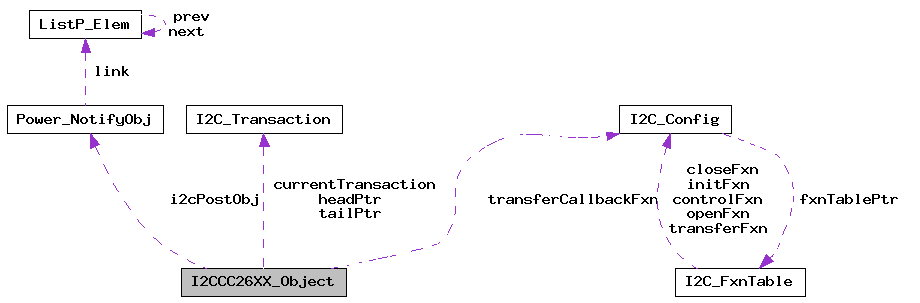 ListP_Elem
prev
next
link
Power_NotifyObj
I2C_Transaction
I2C_Config
i2cPostObj
currentTransaction
headPtr
tailPtr
transferCallbackFxn
closeFxn
initFxn
controlFxn
openFxn
transferFxn
fxnTablePtr
I2CCC26XX_Object
I2C_FxnTable